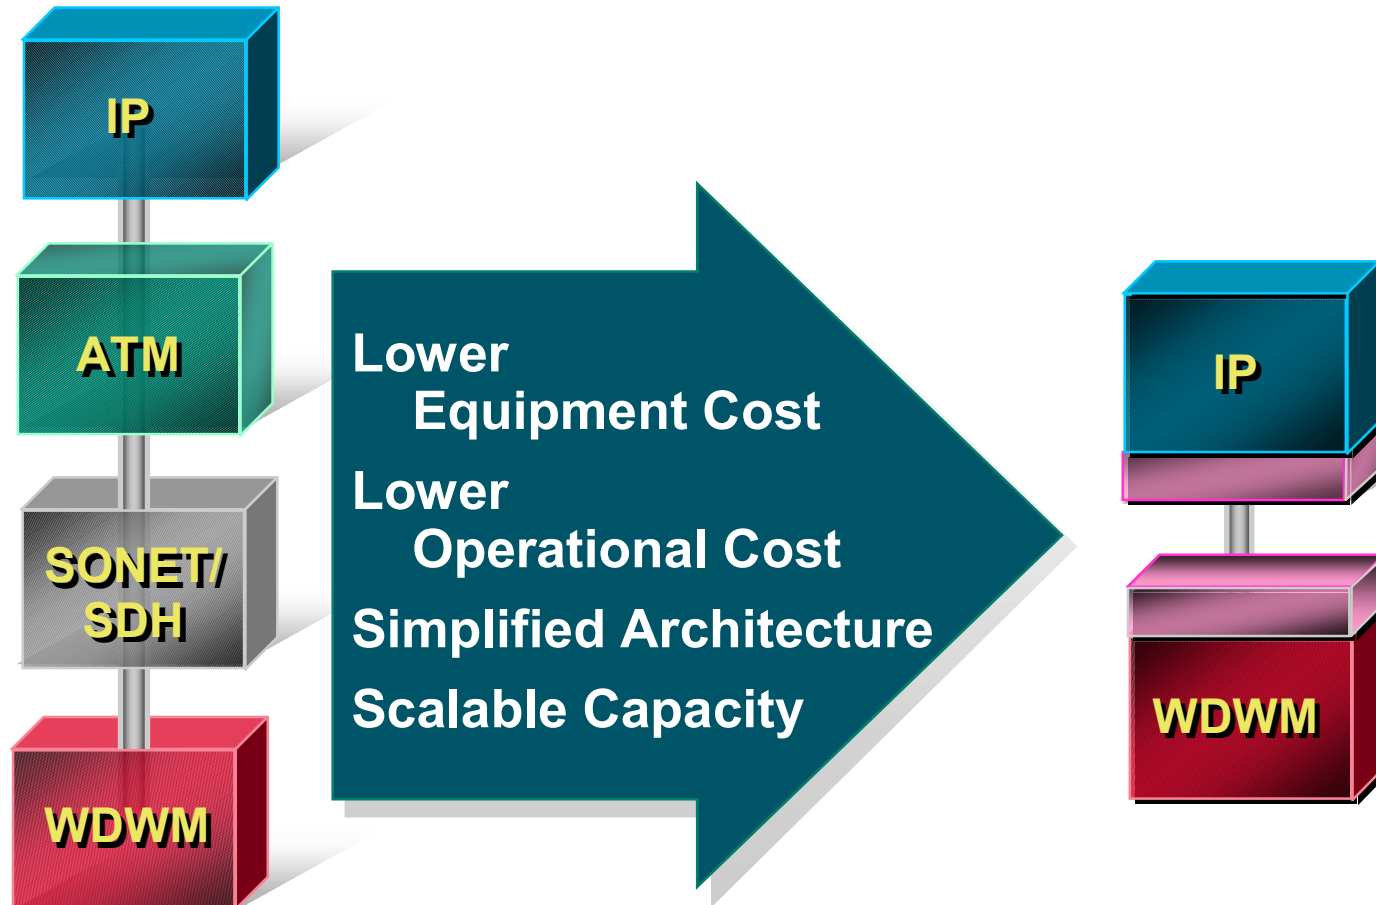 IP
ATM
SONET/
SDH
WDWM
Lower
Equipment Cost
Lower
Operational Cost
Simplified Architecture
Scalable Capacity
IP
WDWM